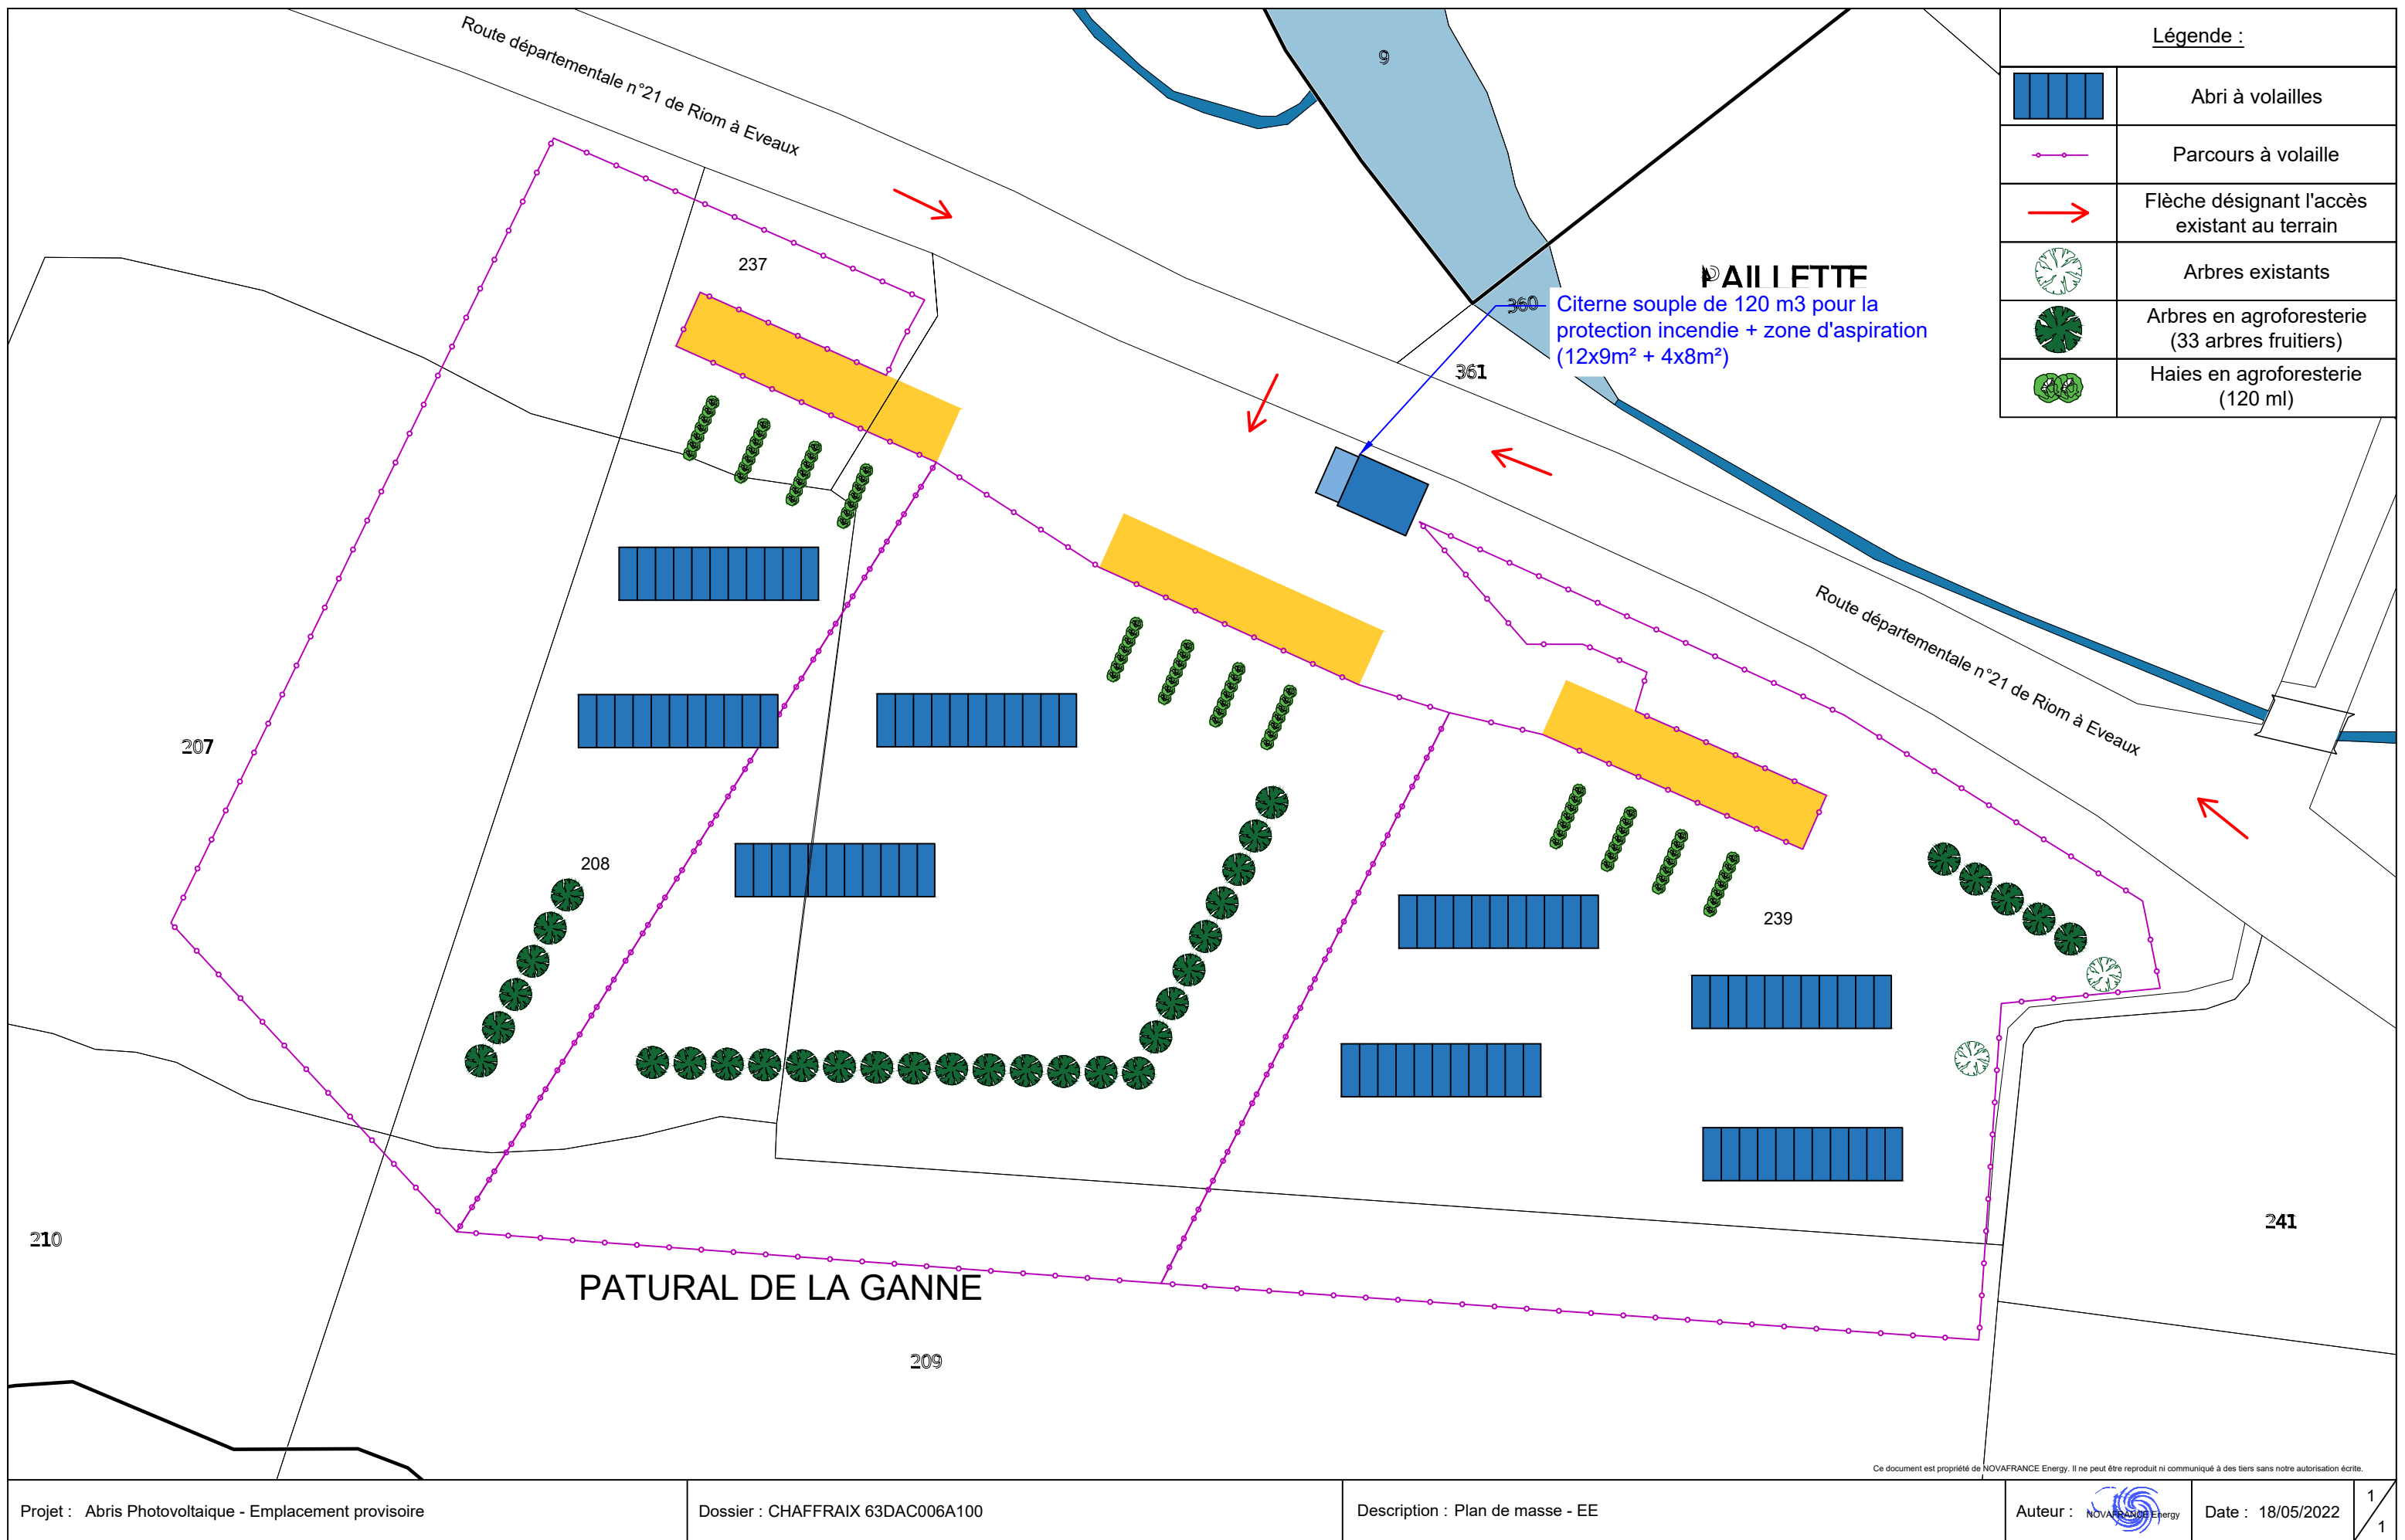 Route départementale n°21 de Riom à Eveaux
9
Légende :
Abri à volailles
Parcours à volaille
Flèche désignant l'accès
existant au terrain
Arbres existants
Arbres en agroforesterie
(33 arbres fruitiers)
Haies en agroforesterie
(120 ml)
237
PAILLETTE
360
Citerne souple de 120 m3 pour la
protection incendie + zone d'aspiration
(12x9m² + 4x8m²)
361
Route départementale n°21 de Riom à Eveaux
207
208
239
210
241
PATURAL DE LA GANNE
209
Ce document est propriété de NOVAFRANCE Energy. Il ne peut être reproduit ni communiqué à des tiers sans notre autorisation écrite.
Projet : Abris Photovoltaique - Emplacement provisoire
Dossier : CHAFFRAIX 63DAC006A100
Description : Plan de masse - EE
Auteur :
NOVAFRANCE Energy
Date : 18/05/2022
1
1